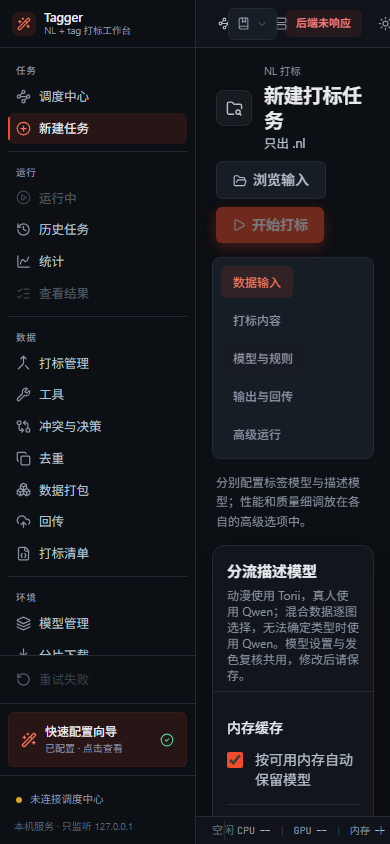 Tagger
NL + tag 打标工作台
任务
调度中心
新建任务
运行
运行中
历史任务
统计
查看结果
数据
打标管理
工具
冲突与决策
去重
数据打包
回传
打标清单
环境
模型管理
分片下载
重试失败
快速配置向导
已配置 · 点击查看
未连接调度中心
本机服务 · 只监听 127.0.0.1
后端未响应
NL 打标
新建打标任
务
只出 .nl
浏览输入
开始打标
数据输入
打标内容
模型与规则
输出与回传
高级运行
分别配置标签模型与描述模
型；性能和质量细调放在各
自的高级选项中。
分流描述模型
动漫使用 Torii，真人使
用 Qwen；混合数据逐图
选择，无法确定类型时使
用 Qwen。模型设置与发
色复核共用，修改后请保
存。
内存缓存
按可用内存自动
保留模型
空闲 CPU -- GPU -- 内存 --